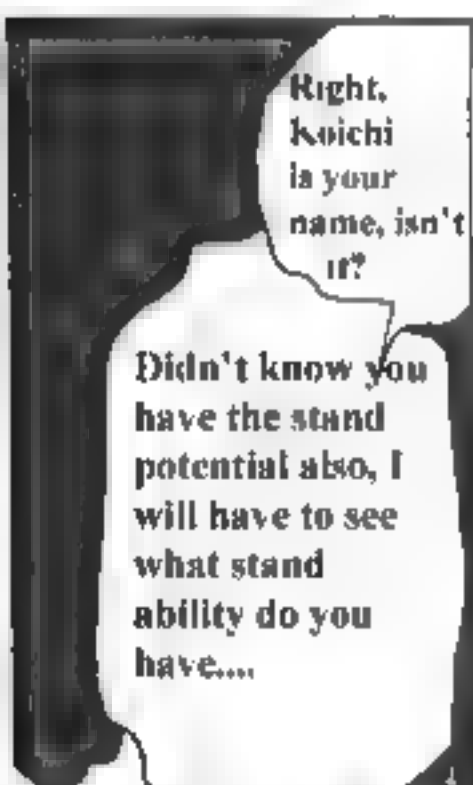 Right,
Koichi
is your
name, isn't
it?
Didn't know you
have the stand
potential also, I
will have to see
what stand
ability do you
have....